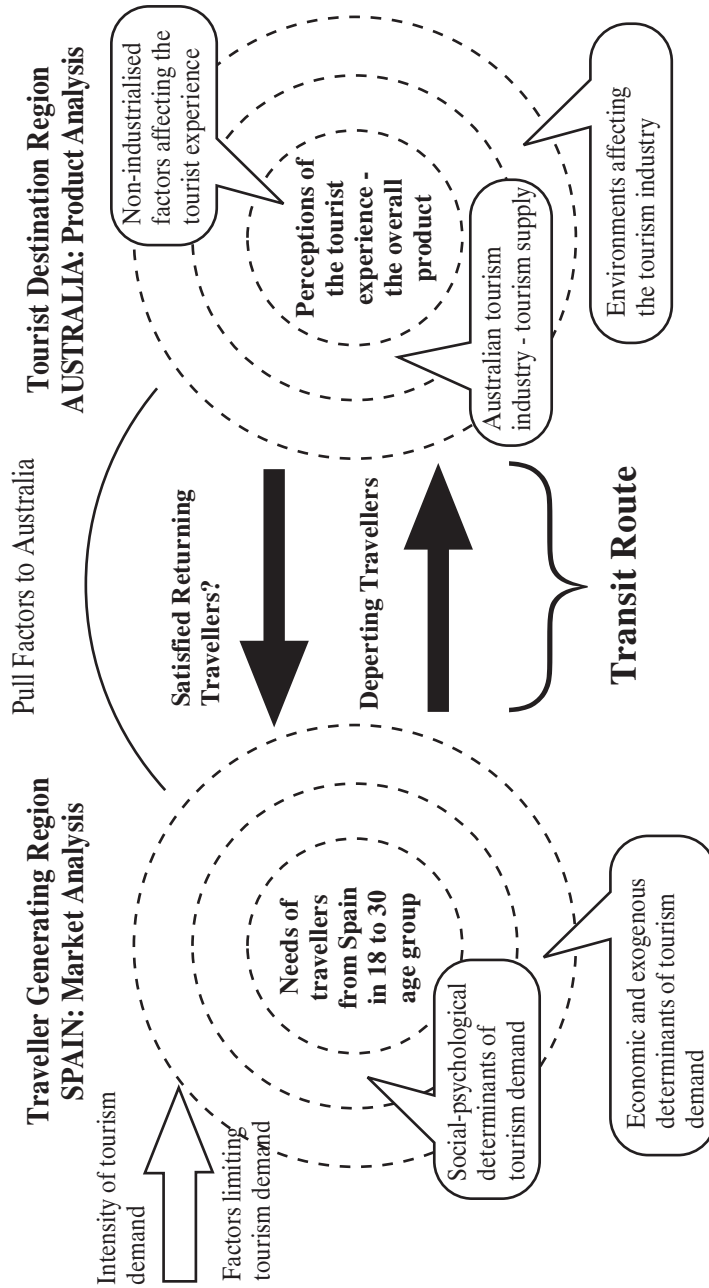 Traveller Generating Region
SPAIN: Market Analysis
Pull Factors to Australia
Tourist Destination Region
AUSTRALIA: Product Analysis
Intensity of tourism
demand
Factors limiting
tourism demand
Needs of
travellers
from Spain
in 18 to 30
age group
Social-psychological
determinants of
tourism demand
Economic and exogenous
determinants of tourism
demand
Satisfied Returning
Travellers?
Deperting Travellers
Transit Route
Non-industrialised
factors affecting the
tourist experience
Perceptions of
the tourist
experience -
the overall
product
Australian tourism
industry - tourism supply
Environments affecting
the tourism industry